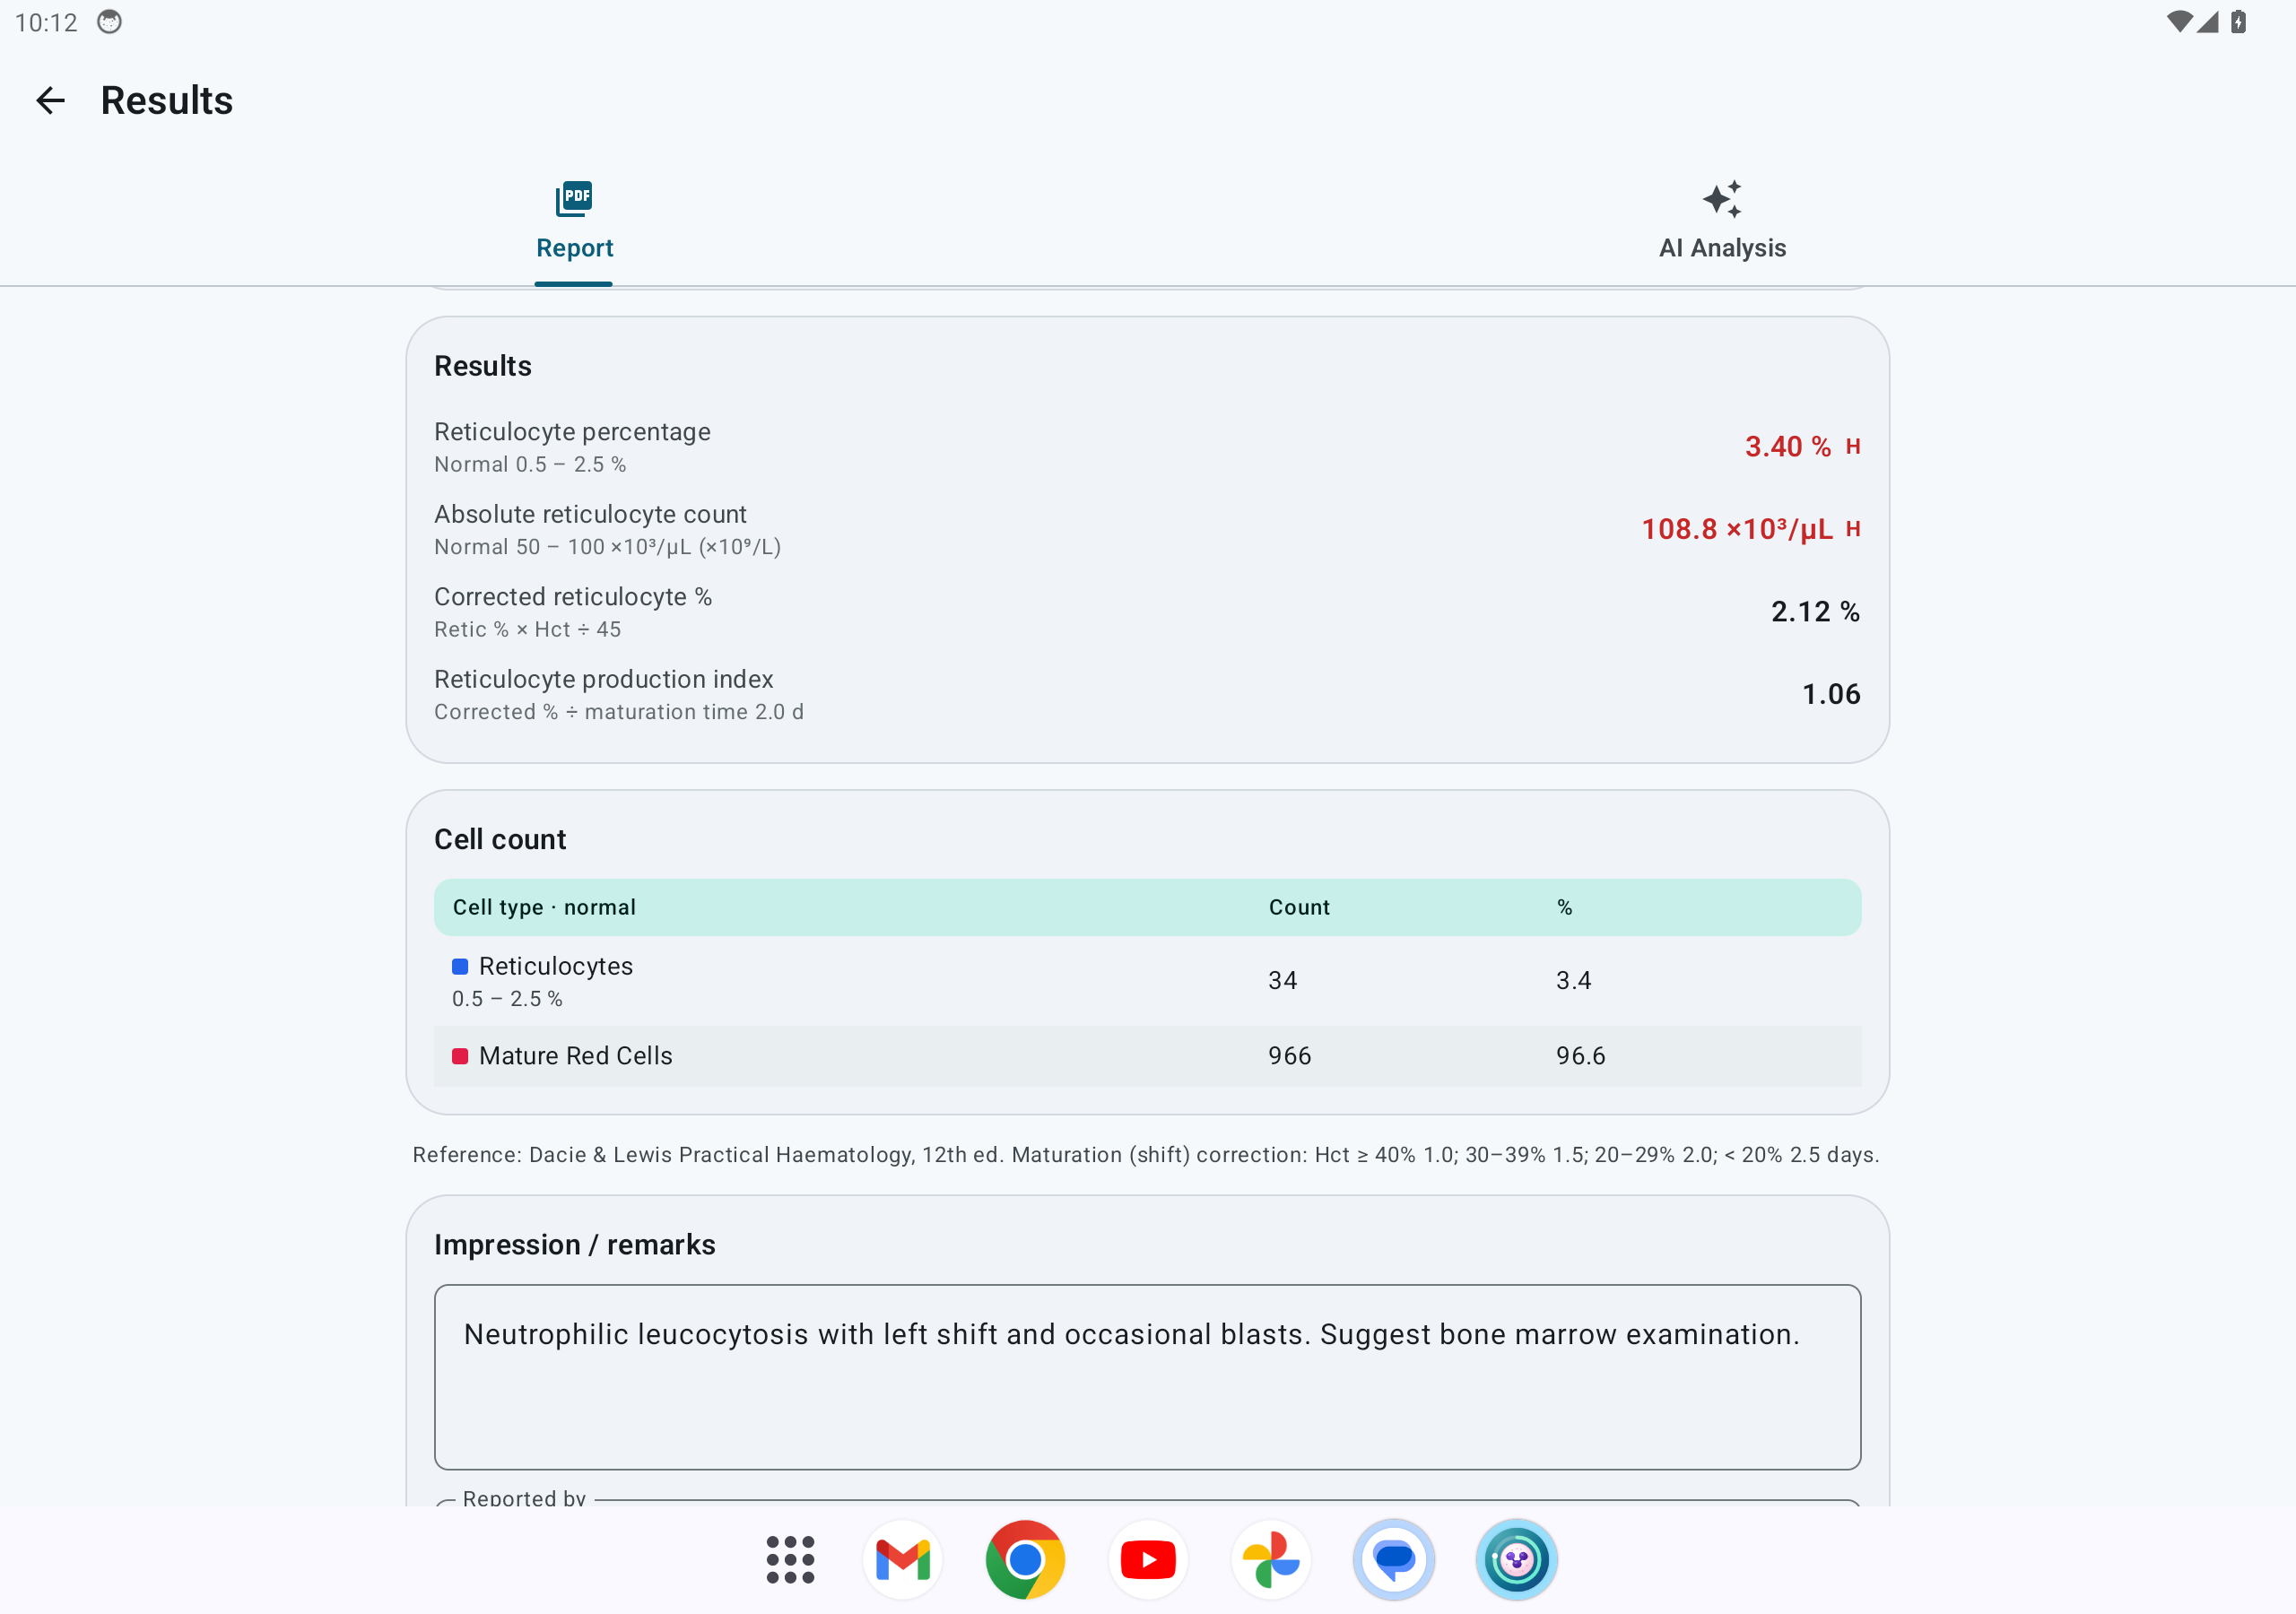 10:12
Results
PDF
Report
AI Analysis
Results
Reticulocyte percentage
Normal 0.5 – 2.5 %
3.40 % H
Absolute reticulocyte count
Normal 50 – 100 ×10³/µL (×10⁹/L)
108.8 ×10³/µL H
Corrected reticulocyte %
Retic % × Hct ÷ 45
2.12 %
Reticulocyte production index
Corrected % ÷ maturation time 2.0 d
1.06
Cell count
Cell type · normal Count %
Reticulocytes 34 3.4
0.5 – 2.5 %
Mature Red Cells 966 96.6
Reference: Dacie & Lewis Practical Haematology, 12th ed. Maturation (shift) correction: Hct ≥ 40% 1.0; 30–39% 1.5; 20–29% 2.0; < 20% 2.5 days.
Impression / remarks
Neutrophilic leucocytosis with left shift and occasional blasts. Suggest bone marrow examination.
Reported by